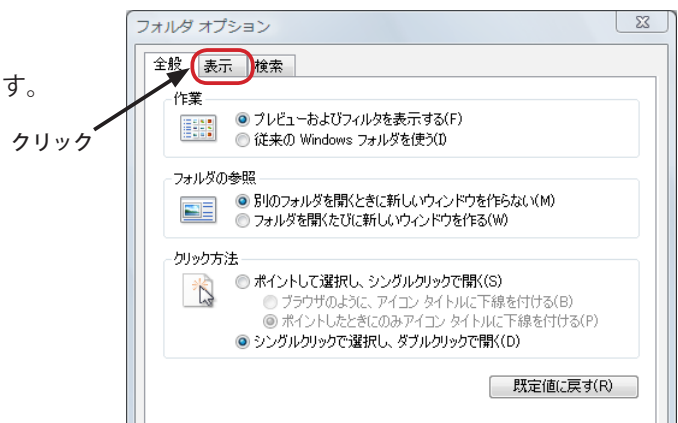 フォルダ オプション
全般
表示
検索
す。
クリック
作業
プレビューおよびフィルタを表示する(F)
従来の Windows フォルダを使う(I)
フォルダの参照
別のフォルダを開くときに新しいウィンドウを作らない(M)
フォルダを開くたびに新しいウィンドウを作る(W)
クリック方法
ポイントして選択し、シングルクリックで開く(S)
ブラウザのように、アイコン タイトルに下線を付ける(B)
ポイントしたときにのみアイコン タイトルに下線を付ける(P)
シングルクリックで選択し、ダブルクリックで開く(D)
既定値に戻す(R)